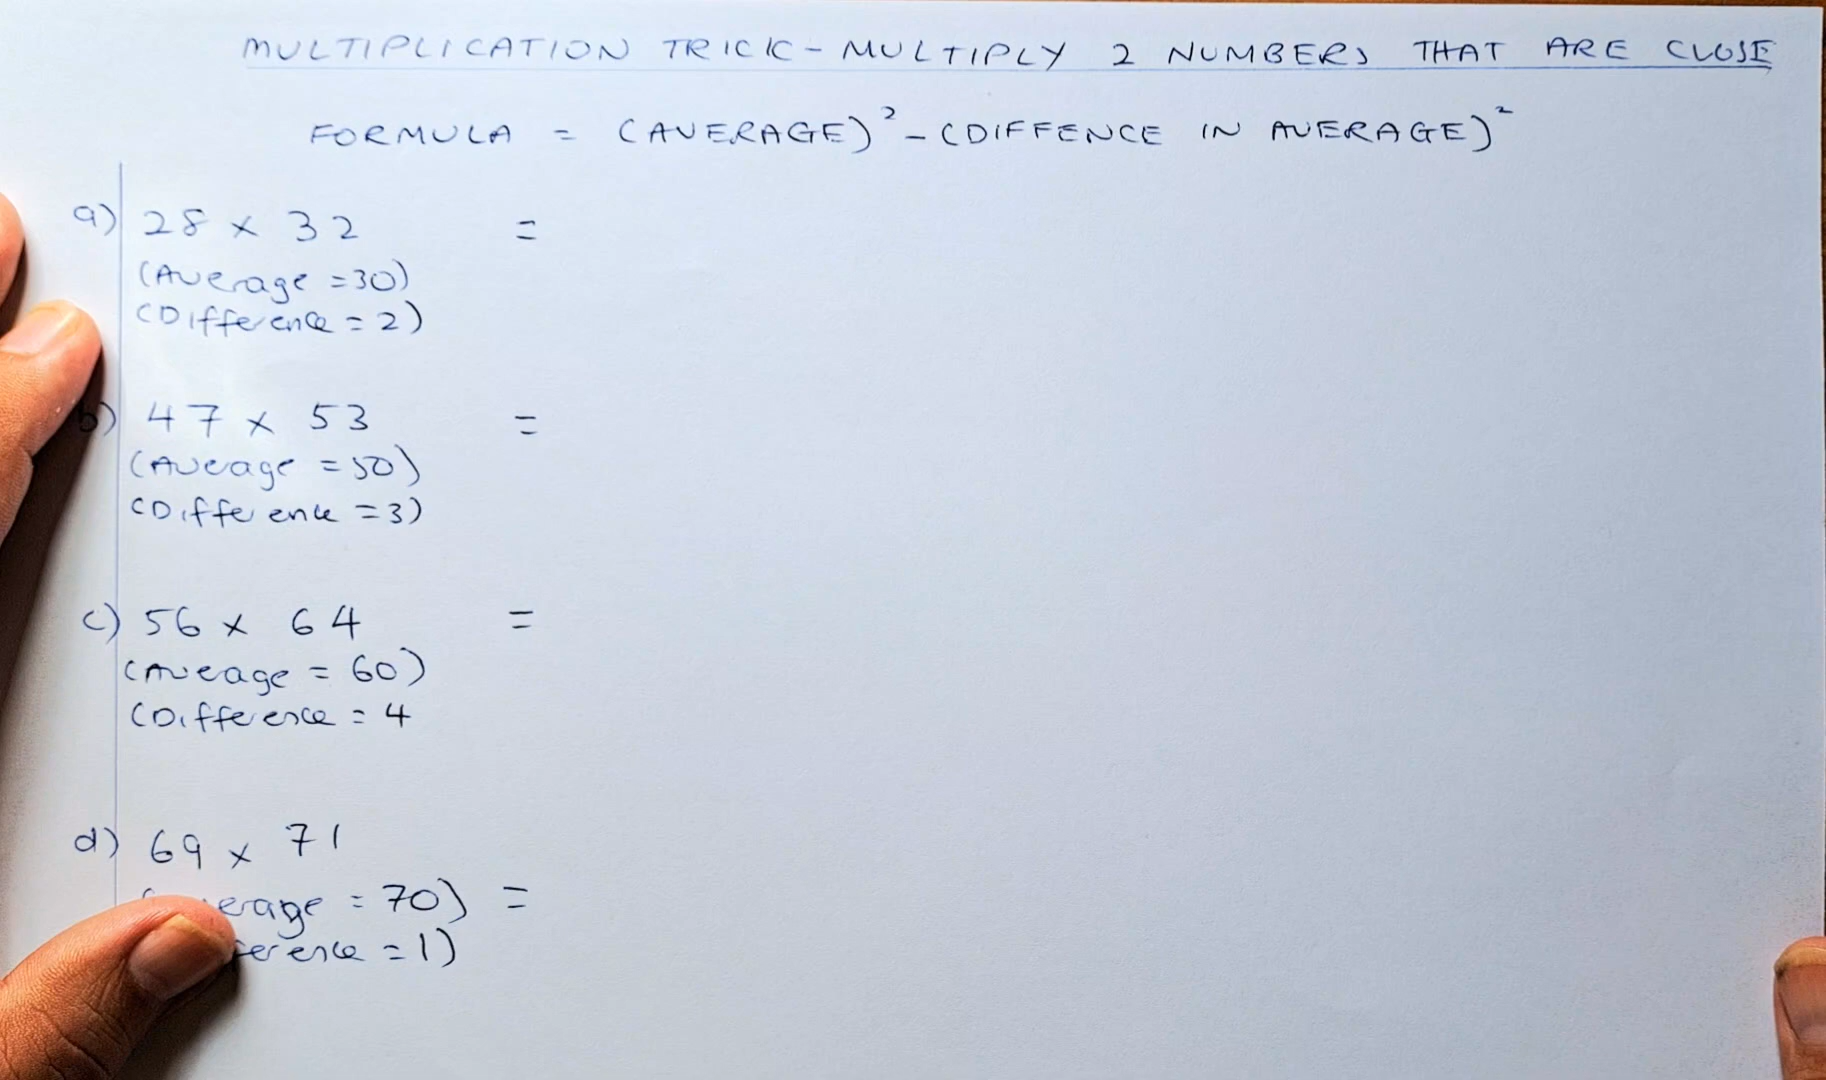 MULTIPLICATION TRICK - MULTIPLY 2 NUMBERS THAT ARE CLOSE
FORMULA = (AVERAGE)² - (DIFFENCE IN AVERAGE)²
a) 28 x 32 =
(Average = 30)
(Difference = 2)
b) 47 x 53 =
(Average = 50)
(Difference = 3)
c) 56 x 64 =
(Average = 60)
(Difference = 4
d) 69 x 71
erage = 70) =
ference = 1)